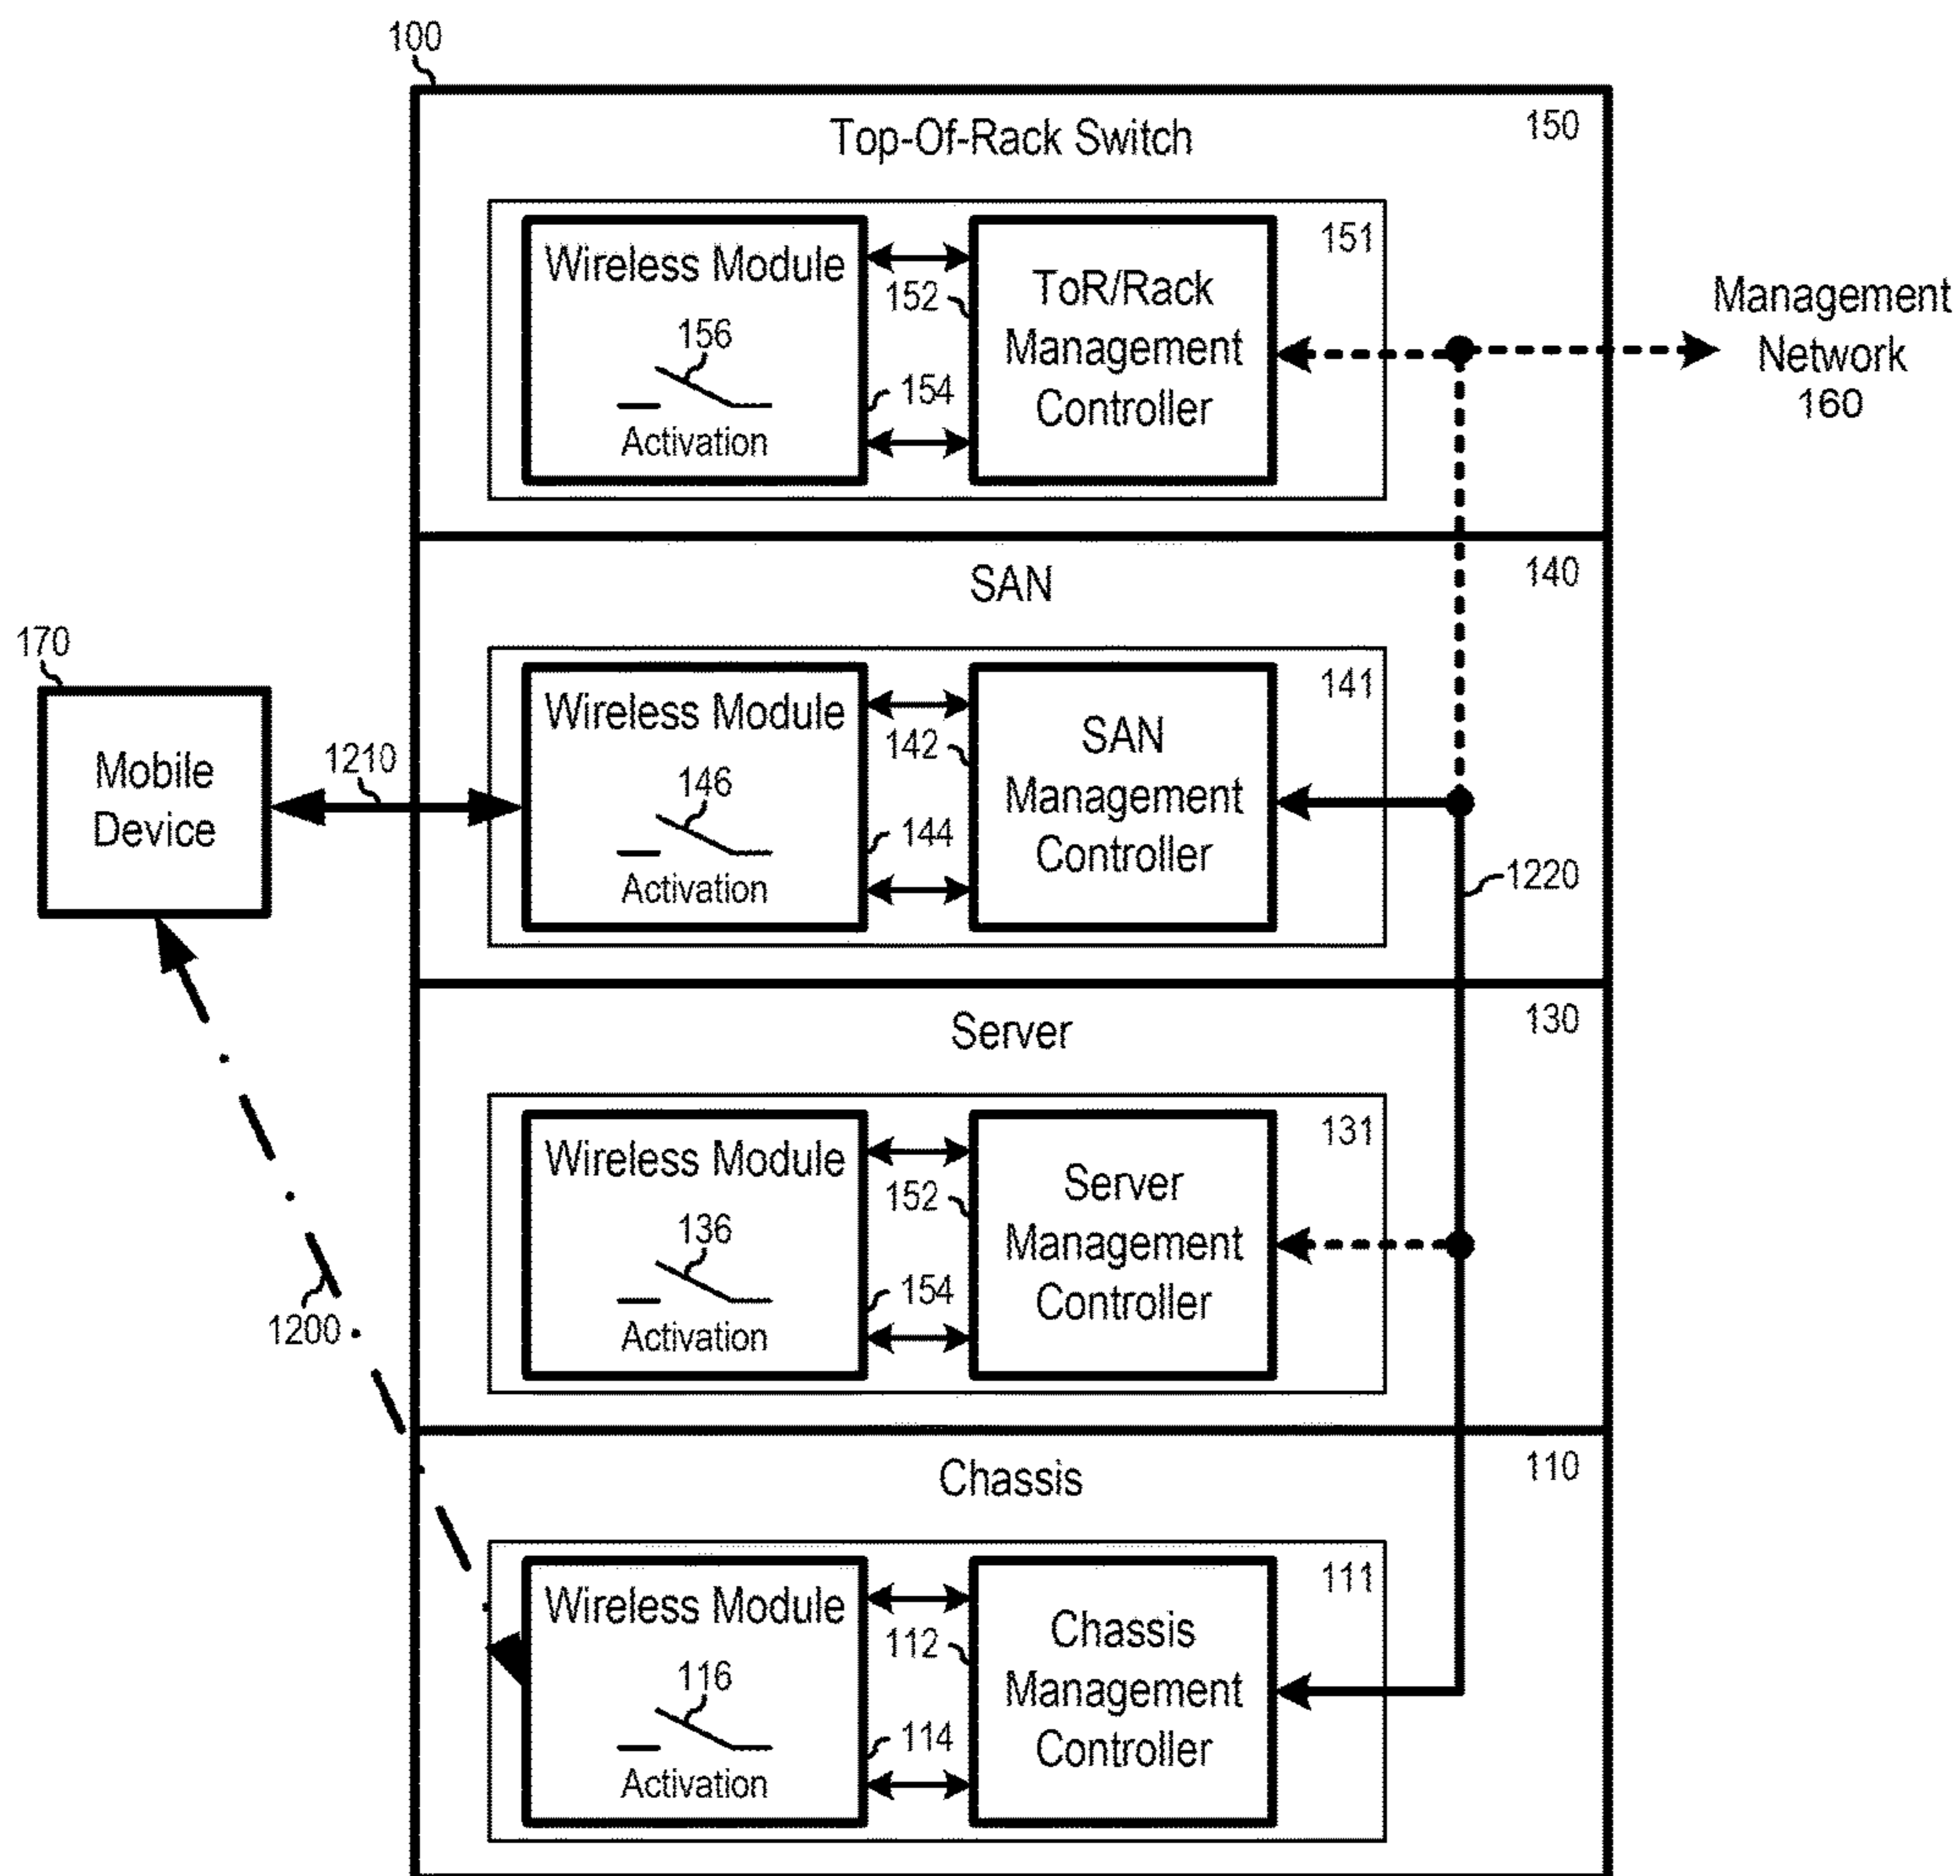 100
Top-Of-Rack Switch
150
Wireless Module
156
Activation
152
154
ToR/Rack
Management
Controller
151
Management
Network
160
SAN
140
Wireless Module
146
Activation
142
144
SAN
Management
Controller
141
170
Mobile
Device
1210
1220
Server
130
Wireless Module
136
Activation
152
154
Server
Management
Controller
131
1200
Chassis
110
Wireless Module
116
Activation
112
114
Chassis
Management
Controller
111